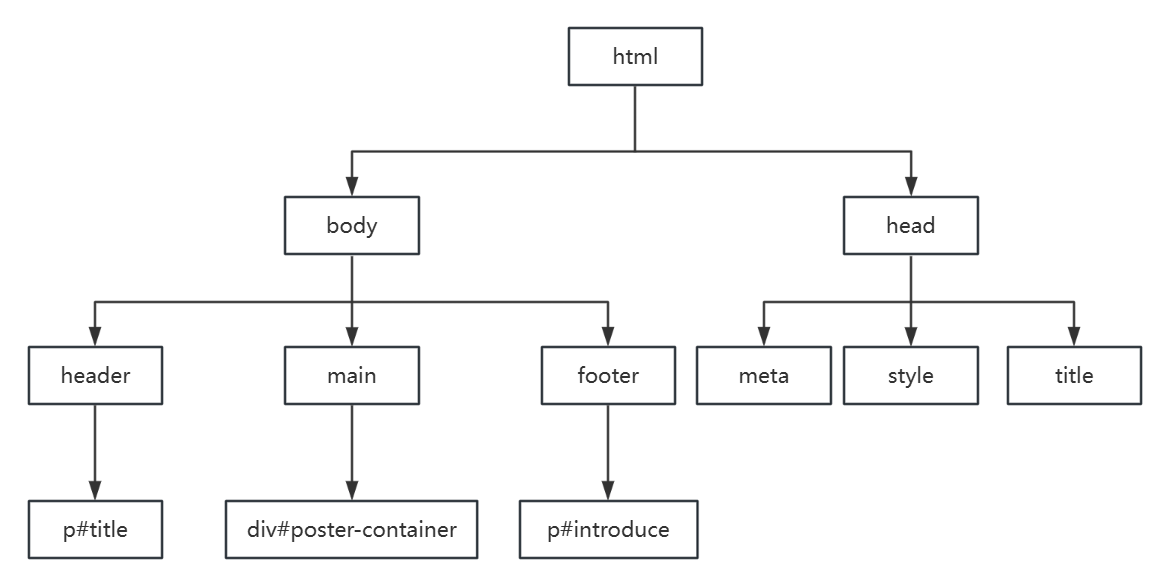 html
body
head
header
main
footer
meta
style
title
p#title
div#poster-container
p#introduce